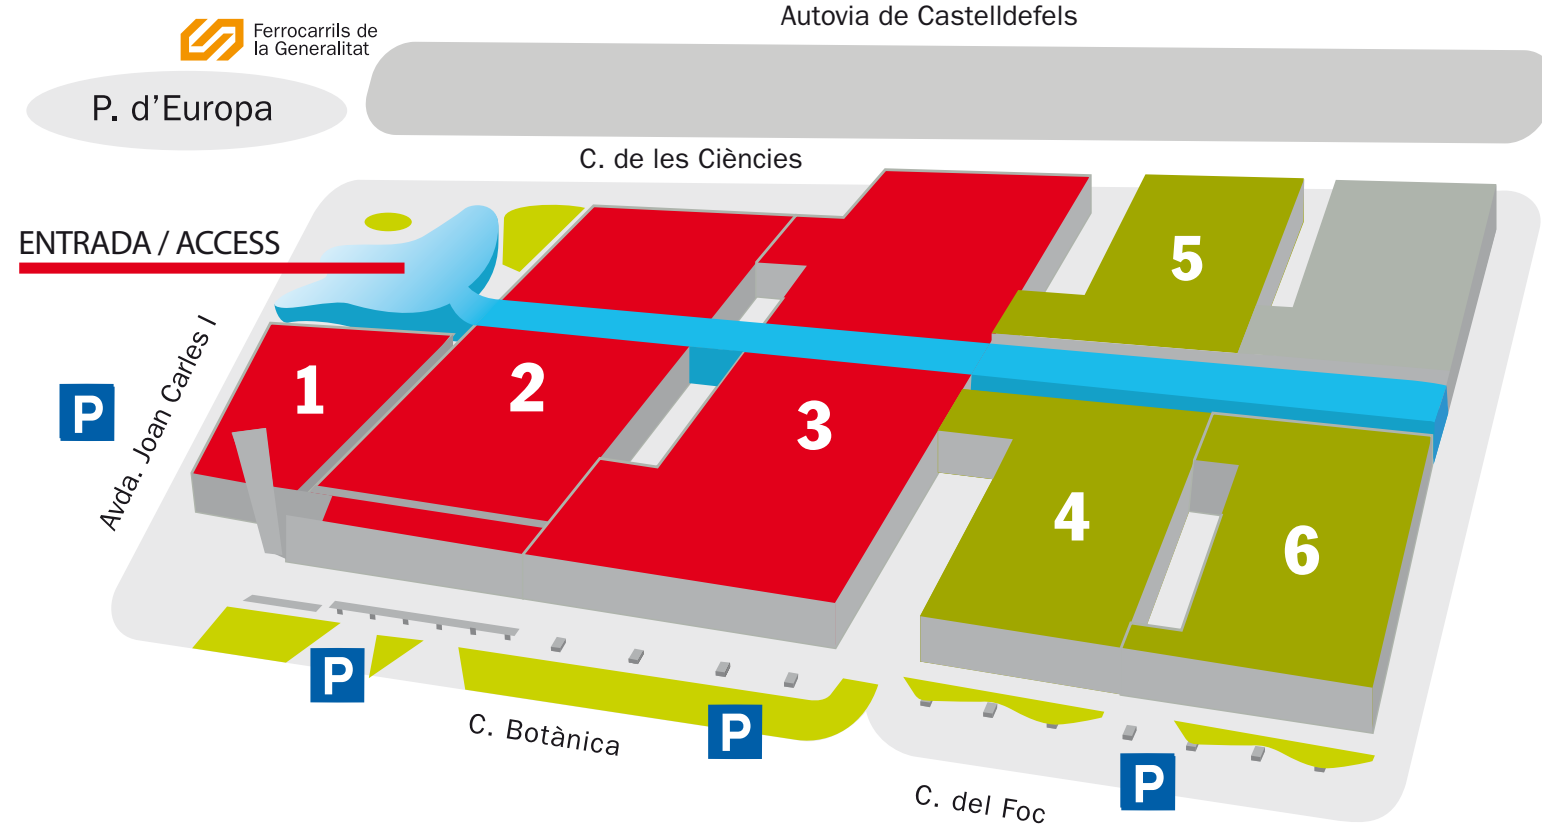 Autovia de Castelldefels
Ferrocarrils de
la Generalitat
P. d'Europa
C. de les Ciències
ENTRADA / ACCESS
5
Avda. Joan Carles I
1
2
3
P
4
6
P
P
C. Botànica
P
C. del Foc